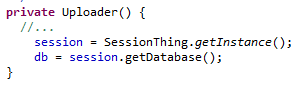 private Uploader() {
//...
session = SessionThing.getInstance();
db = session.getDatabase();
}